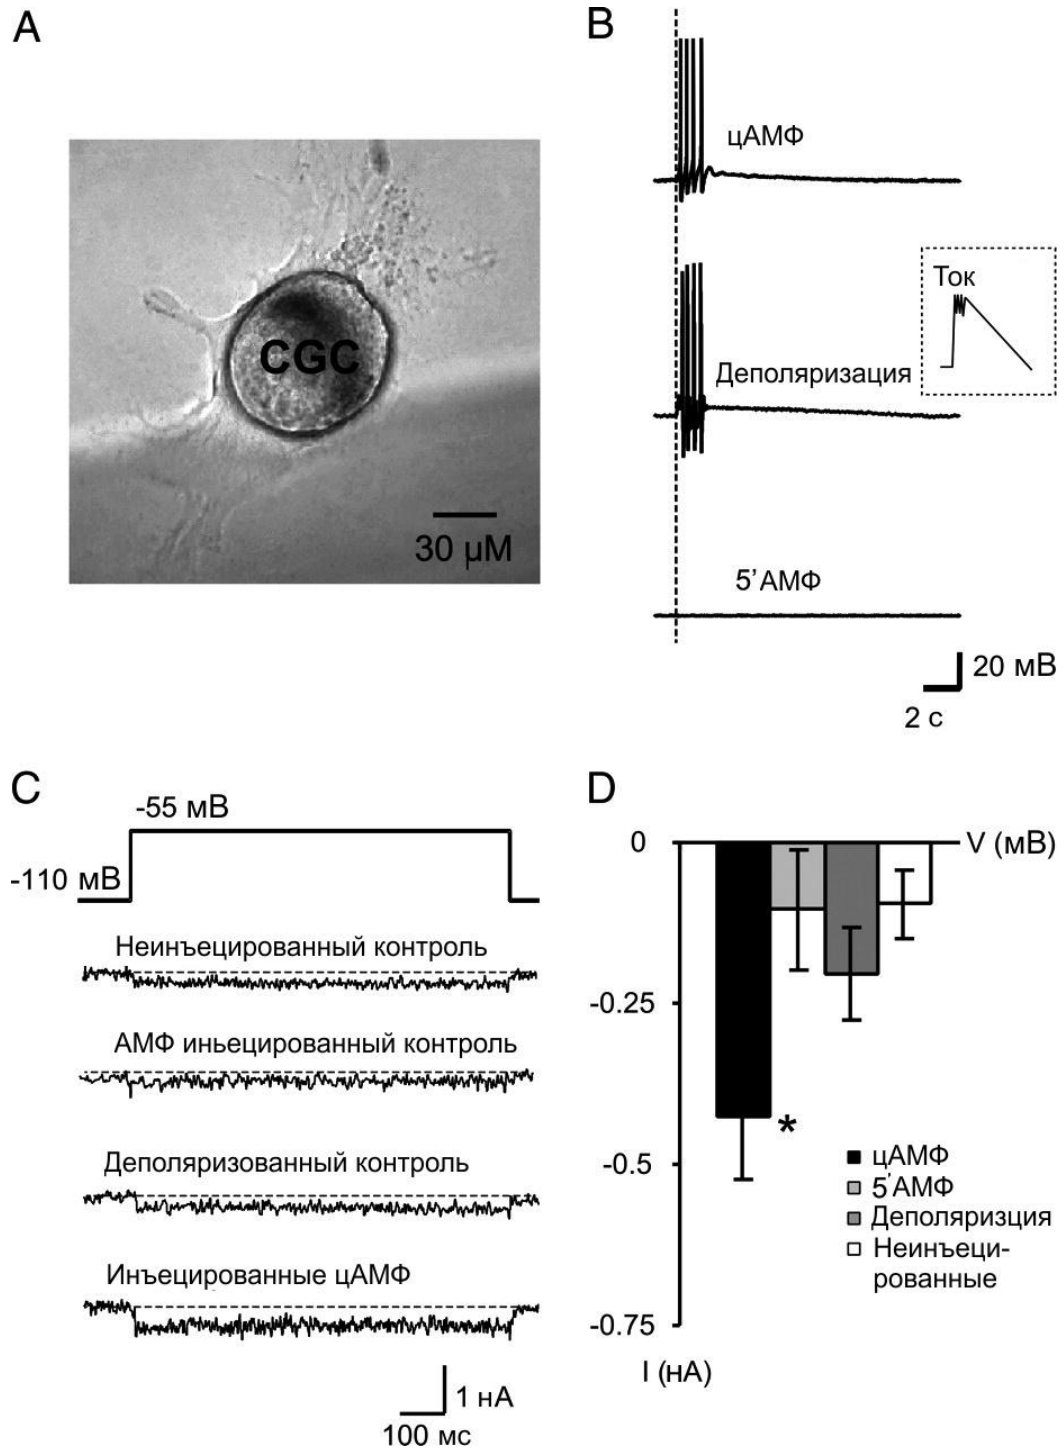 A
CGC
30 µM
B
цАМФ
Ток
Деполяризация
5'АМФ
20 мВ
2 с
C
-55 мВ
-110 мВ
Неинъецированный контроль
АМФ иньецированный контроль
Деполяризованный контроль
Инъецированные цАМФ
1 нА
100 мс
D
0
V (мВ)
-0.25
*
-0.5
цАМФ
5'АМФ
Деполяризция
Неинъеци-
рованные
-0.75
I (нА)